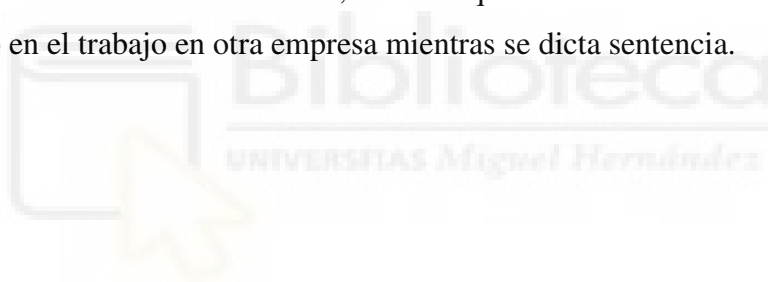 en el trabajo en otra empresa mientras se dicta sentencia.
Biblioteca
UNIVERSITAS Miguel Hernández